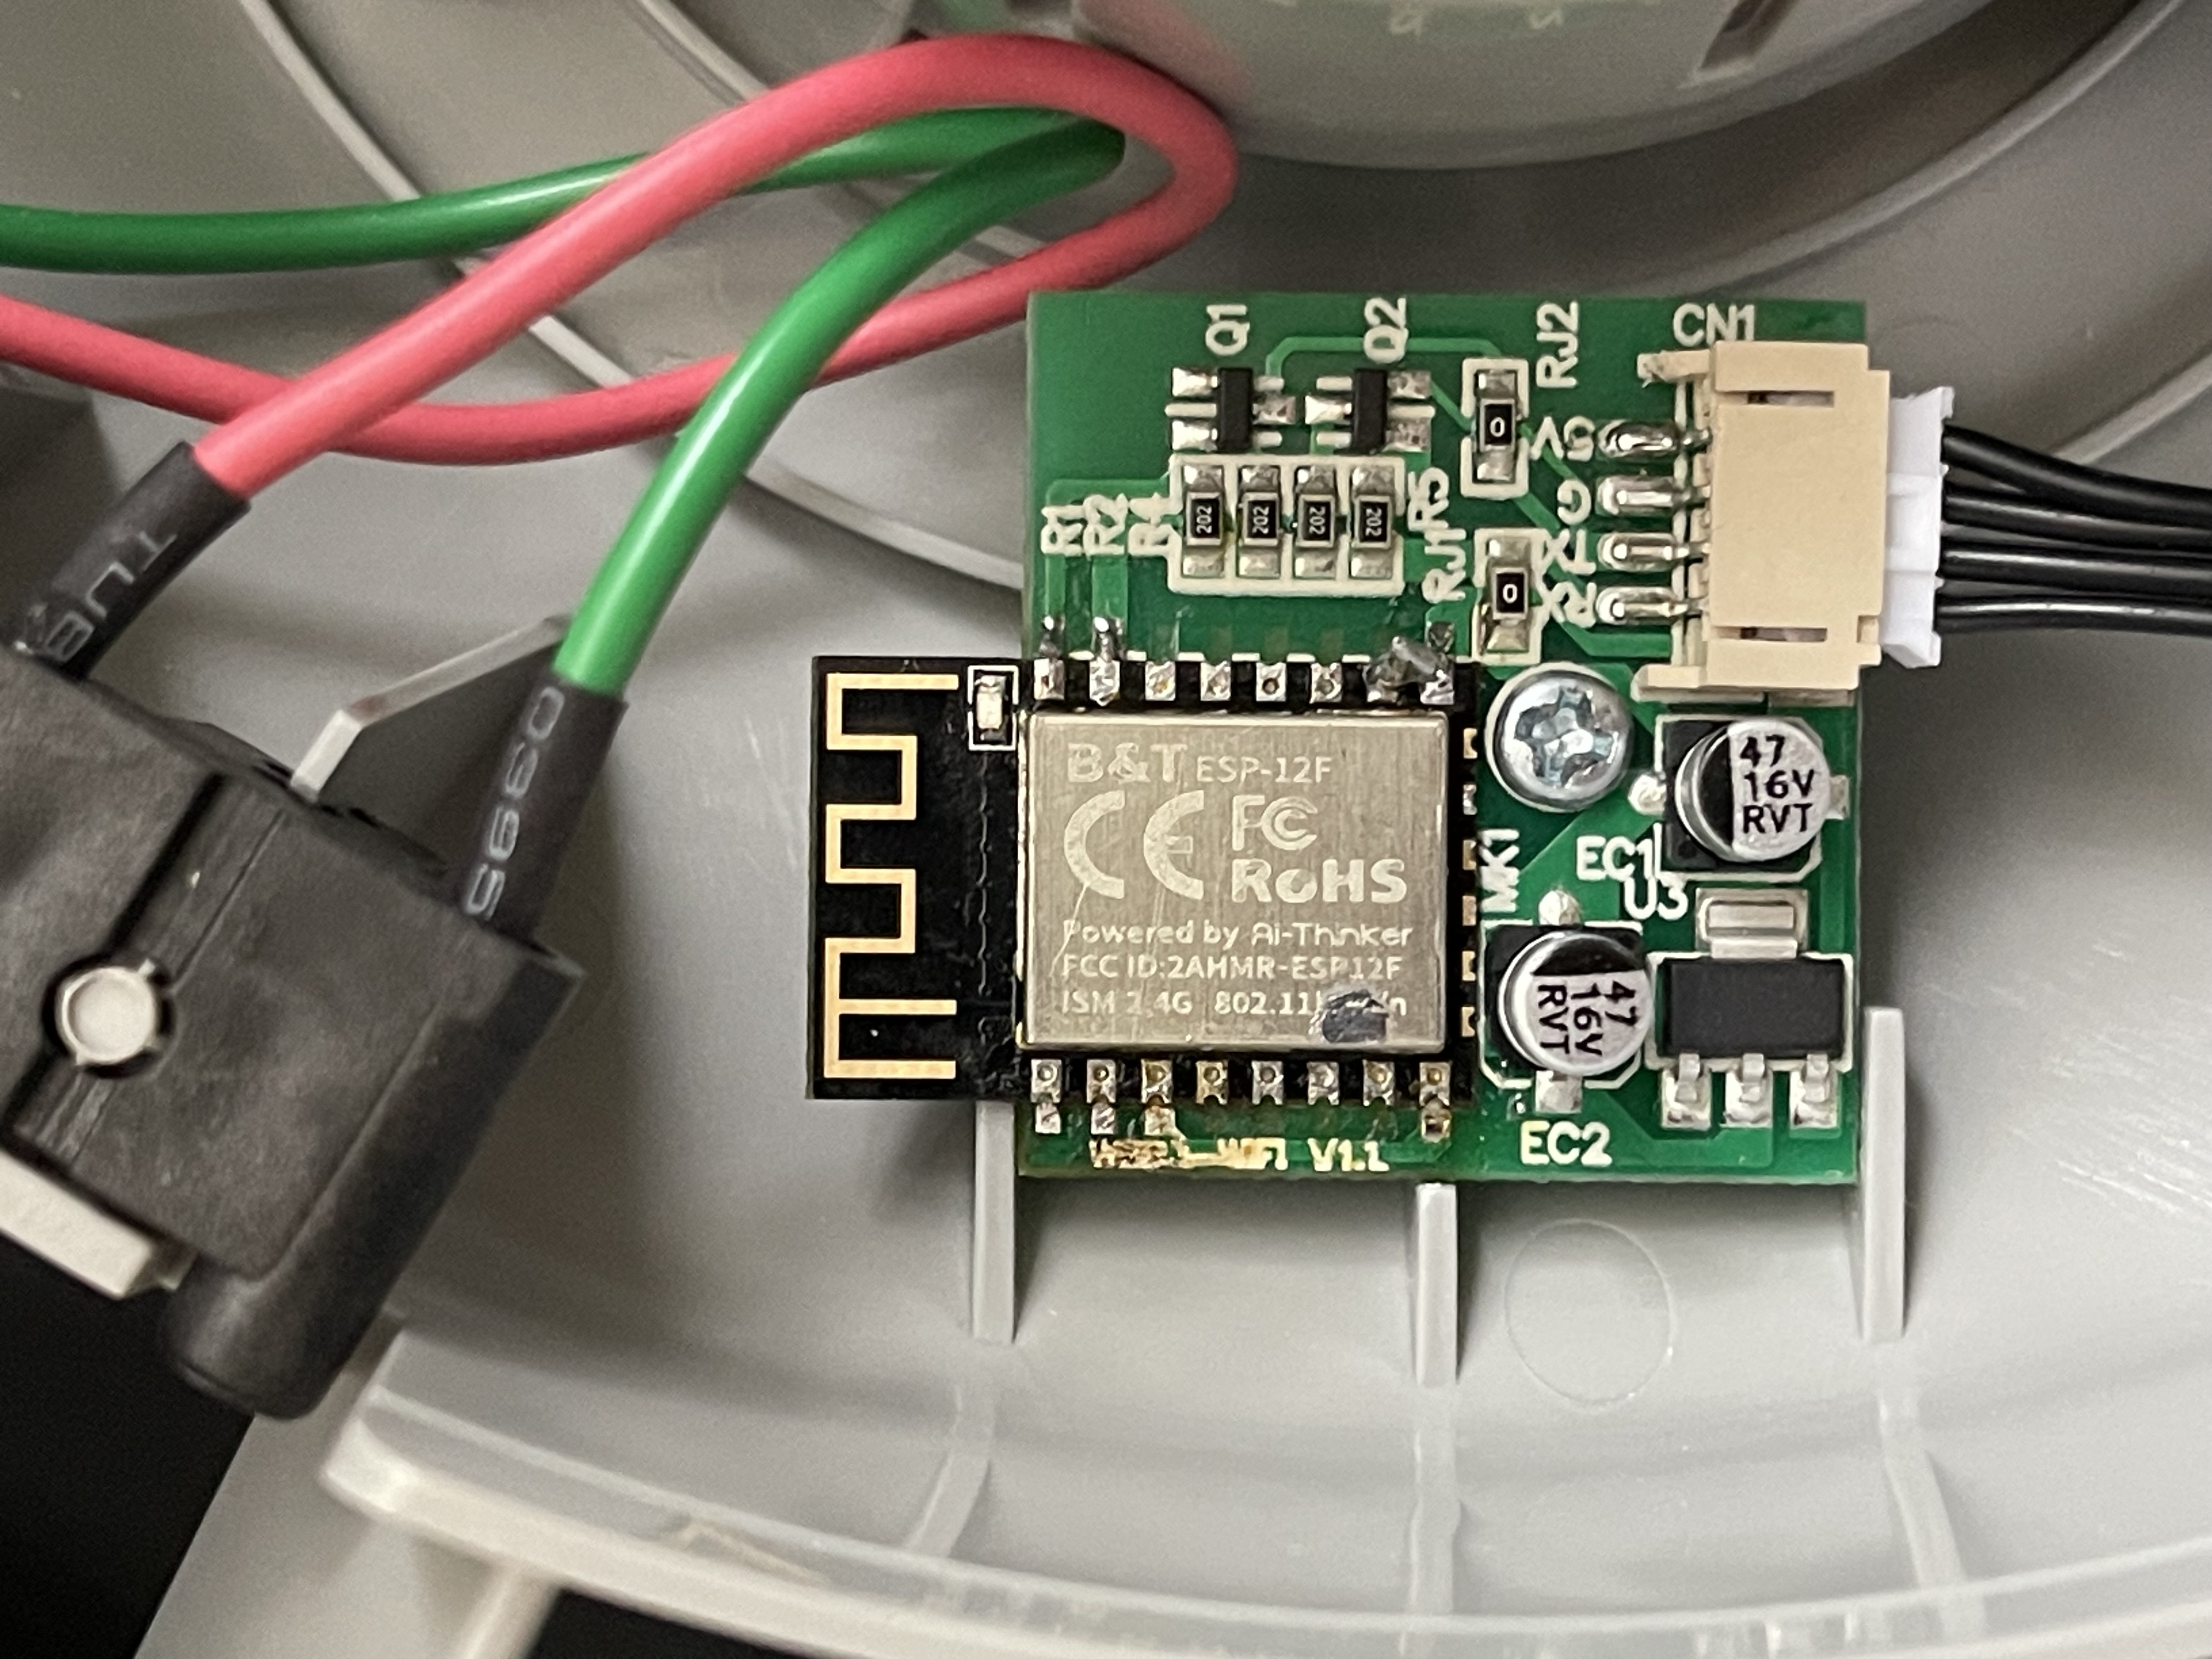 TUB
0395
B&T ESP-12F
CE FC
CE RoHS
Powered by Ai-Thinker
FCC ID:2AHMR-ESP12F
ISM 2.4G 802.11
R1
R2
R4
202
202
202
202
Q1
Q2
R5
RJ1
0
0
RJ2
V1.1
MK1
EC2
47
16V
RVT
EC1
U3
47
16V
RVT
RX
TX
G
5V
CN1